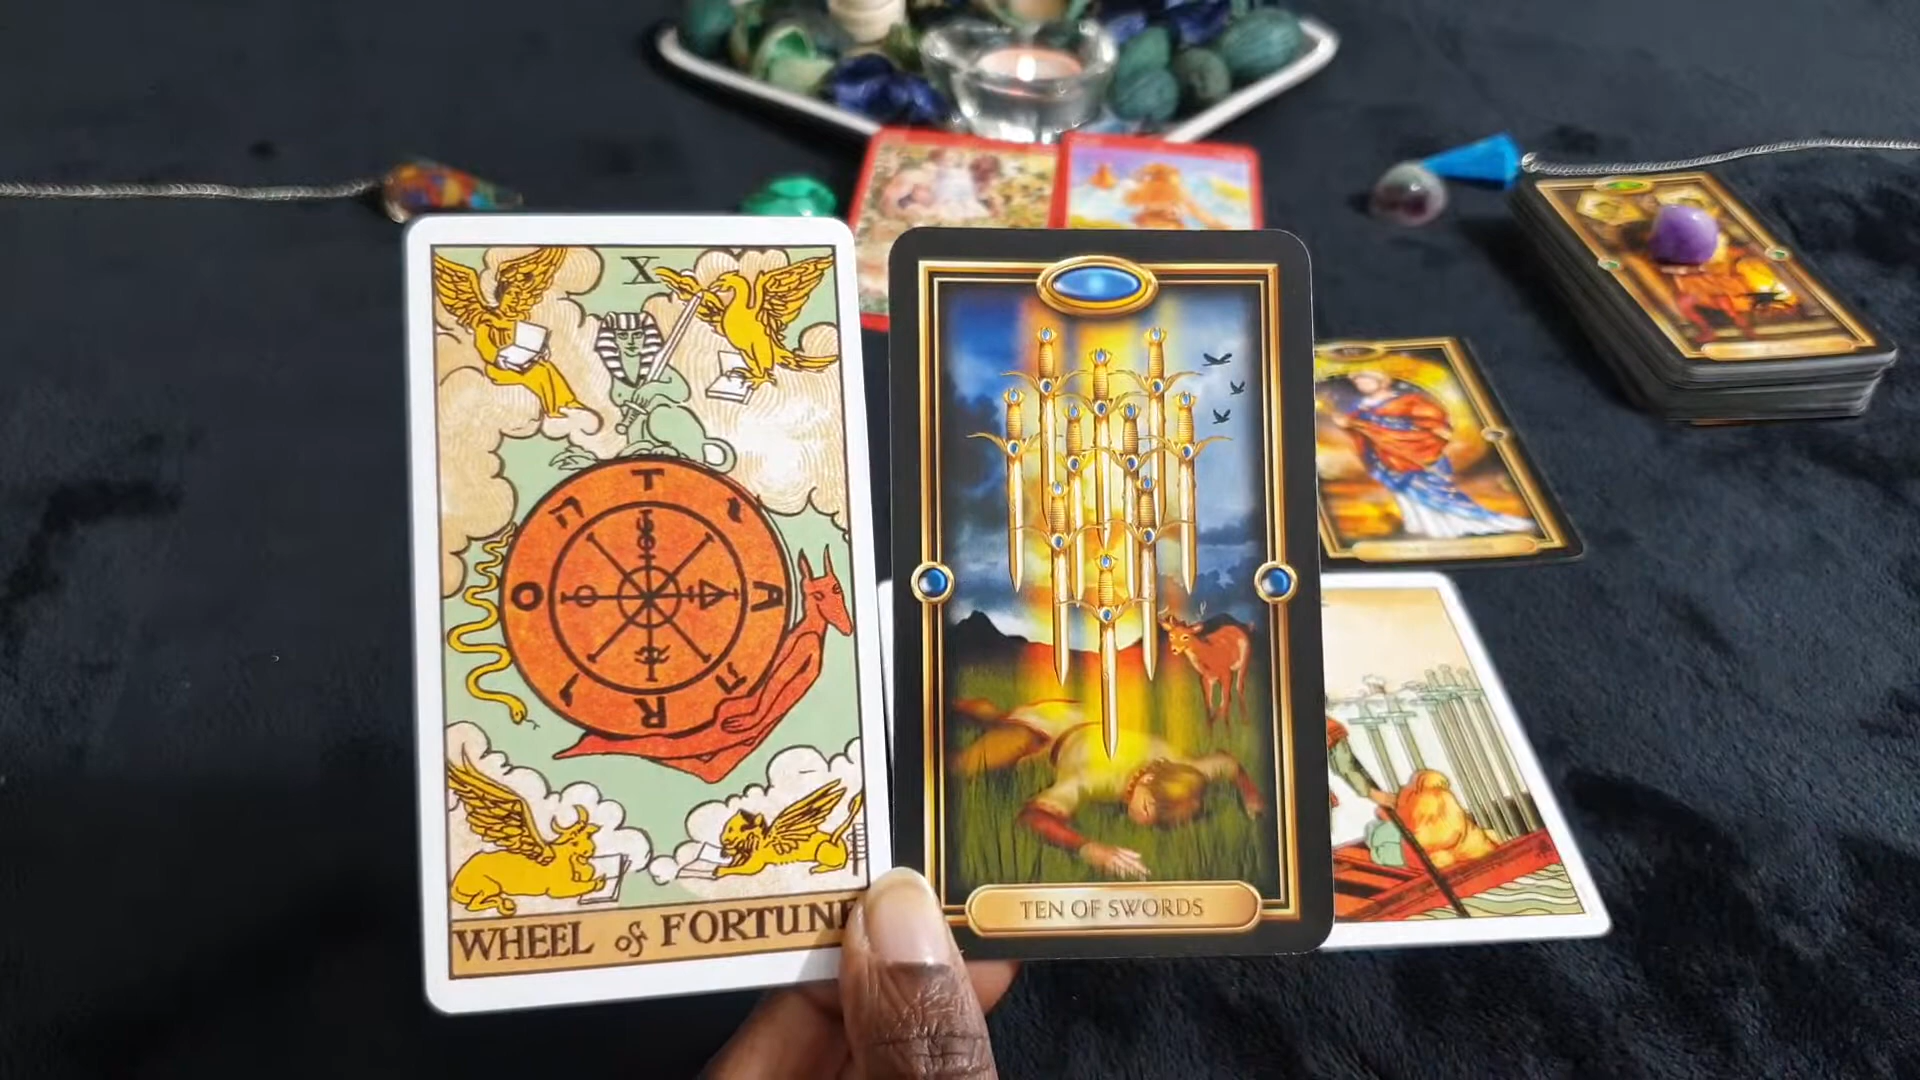 X
T
A
R
O
י
ה
ו
ה
WHEEL of FORTUNE
TEN OF SWORDS